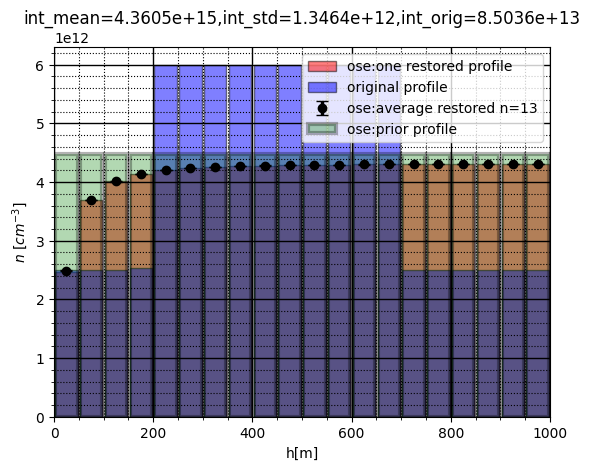 int_mean=4.3605e+15,int_std=1.3464e+12,int_orig=8.5036e+13
1e12
ose:one restored profile
original profile
ose:average restored n=13
ose:prior profile
6
5
4
3
2
1
0
n [cm⁻³]
0 200 400 600 800 1000
h[m]